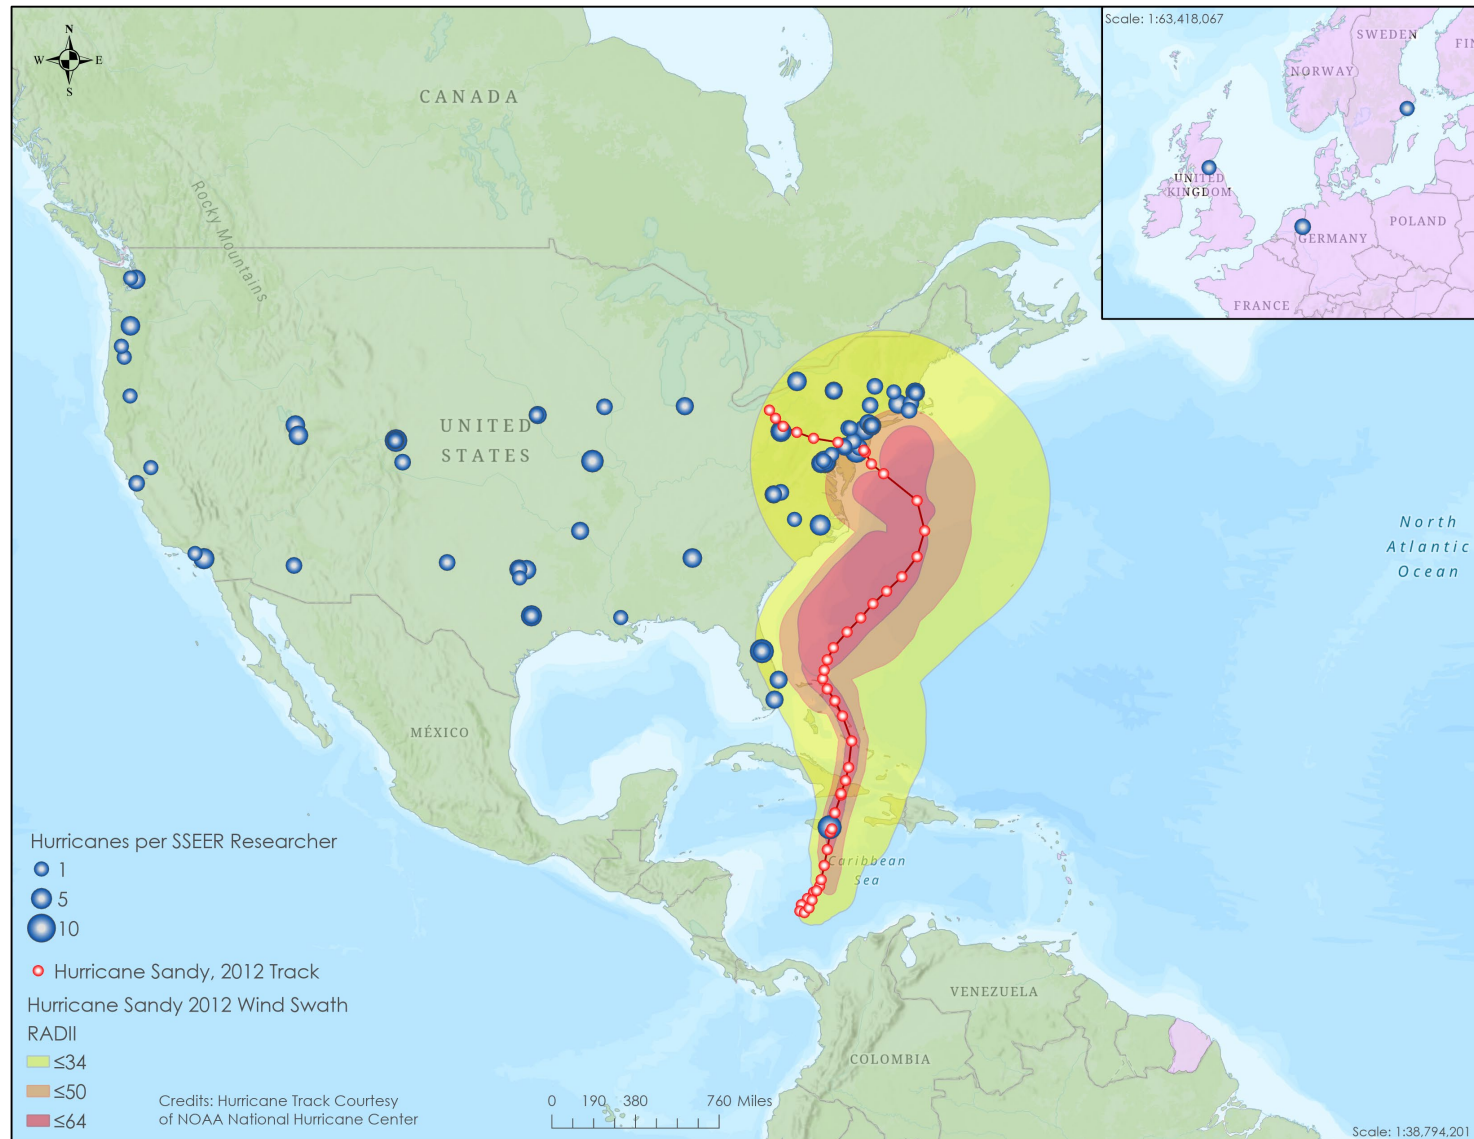 N
W E
S
CANADA
Rocky Mountains
UNITED
STATES
MÉXICO
North
Atlantic
Ocean
Caribbean
Sea
VENEZUELA
COLOMBIA
Scale: 1:63,418,067
SWEDEN
FIN
NORWAY
UNITED
KINGDOM
POLAND
GERMANY
FRANCE
Hurricanes per SSEER Researcher
1
5
10
Hurricane Sandy, 2012 Track
Hurricane Sandy 2012 Wind Swath
RADII
≤34
≤50
≤64
Credits: Hurricane Track Courtesy
of NOAA National Hurricane Center
0 190 380 760 Miles
Scale: 1:38,794,201